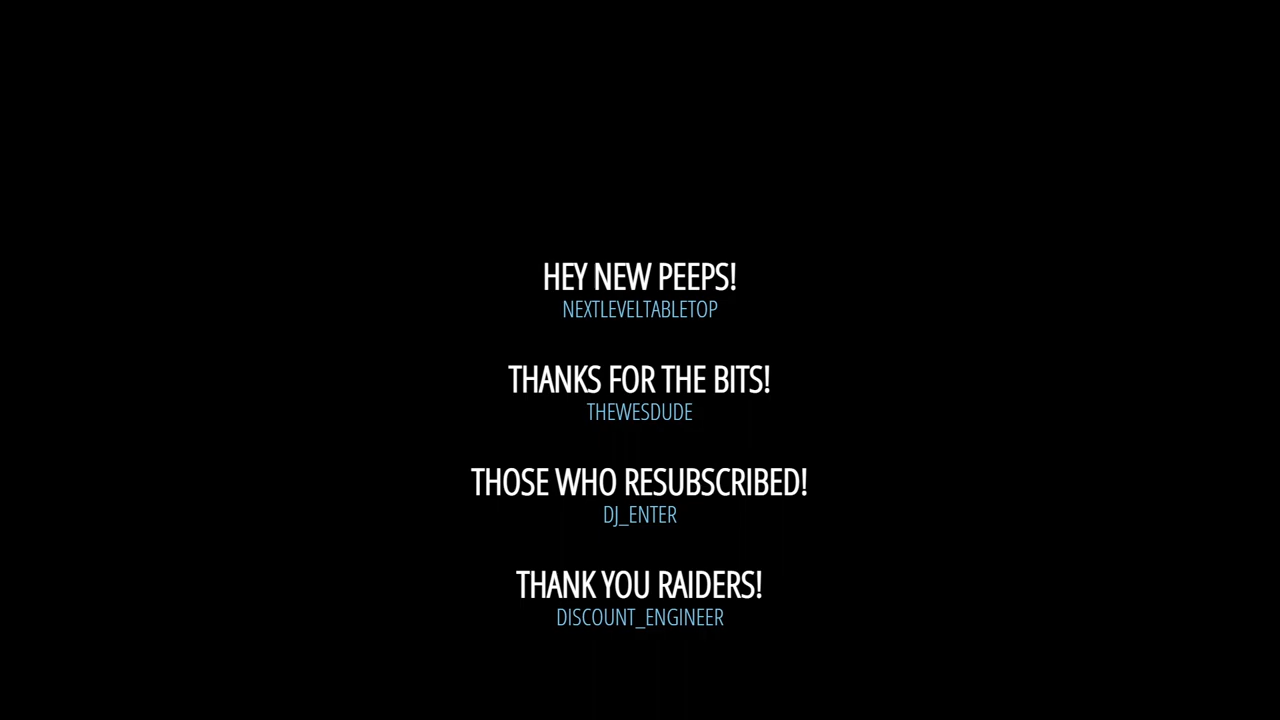 HEY NEW PEEPS!
NEXTLEVELTABLETOP
THANKS FOR THE BITS!
THEWESDUDE
THOSE WHO RESUBSCRIBED!
DJ_ENTER
THANK YOU RAIDERS!
DISCOUNT_ENGINEER